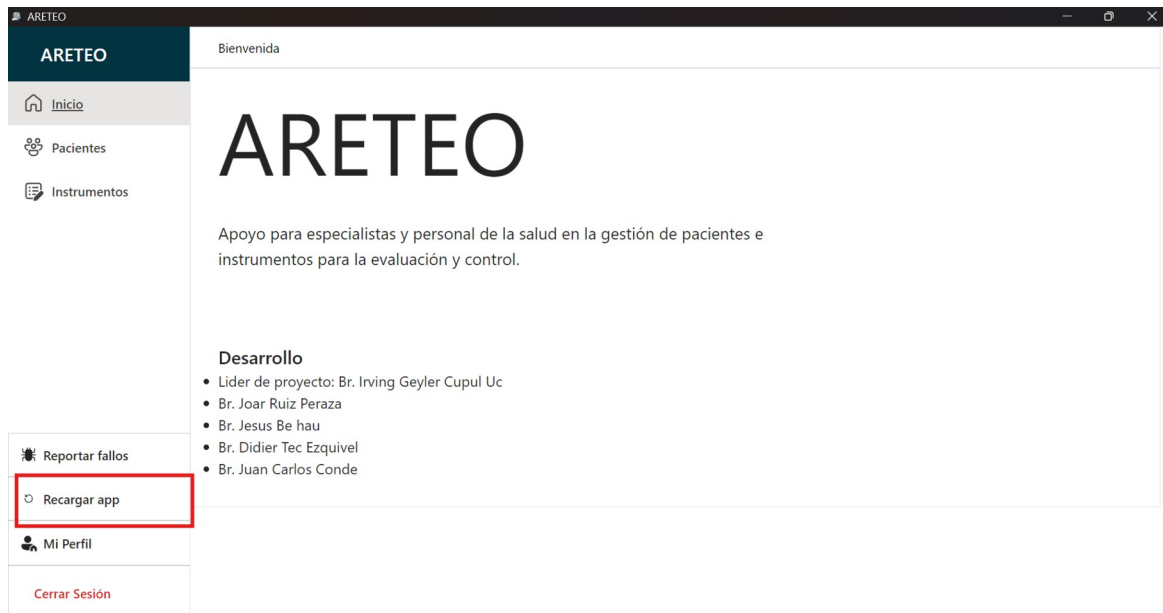 ARETEO
ARETEO
Inicio
Pacientes
Instrumentos
Reportar fallos
Recargar app
Mi Perfil
Cerrar Sesión
Bienvenida
ARETEO
Apoyo para especialistas y personal de la salud en la gestión de pacientes e
instrumentos para la evaluación y control.
Desarrollo
Lider de proyecto: Br. Irving Geyler Cupul Uc
Br. Joar Ruiz Peraza
Br. Jesus Be hau
Br. Didier Tec Ezquivel
Br. Juan Carlos Conde